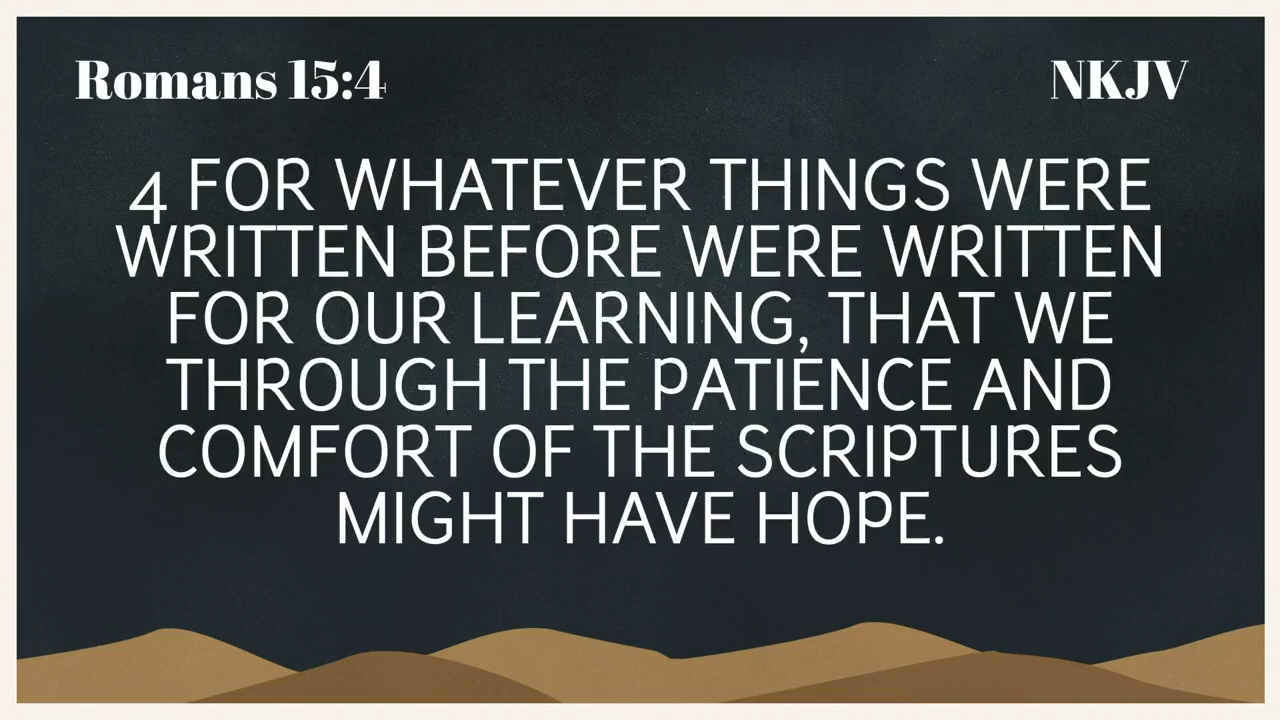 Romans 15:4
NKJV
4 FOR WHATEVER THINGS WERE
WRITTEN BEFORE WERE WRITTEN
FOR OUR LEARNING, THAT WE
THROUGH THE PATIENCE AND
COMFORT OF THE SCRIPTURES
MIGHT HAVE HOPE.